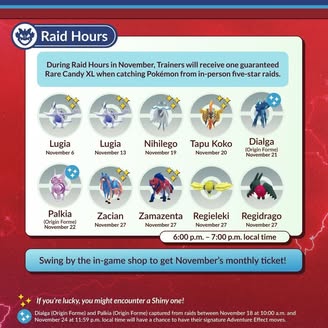 Raid Hours
During Raid Hours in November, Trainers will receive one guaranteed
Rare Candy XL when catching Pokémon from in-person five-star raids.
Lugia
November 6
Lugia
November 13
Nihilego
November 19
Tapu Koko
November 20
Dialga
(Origin Forme)
November 21
Palkia
(Origin Forme)
November 22
Zacian
November 27
Zamazenta
November 27
Regieleki
November 27
Regidrago
November 27
6:00 p.m. – 7:00 p.m. local time
Swing by the in-game shop to get November's monthly ticket!
If you're lucky, you might encounter a Shiny one!
Dialga (Origin Forme) and Palkia (Origin Forme) captured from raids between November 18 at 10:00 a.m. and
November 24 at 11:59 p.m. local time will have a chance to have their signature Adventure Effect moves.